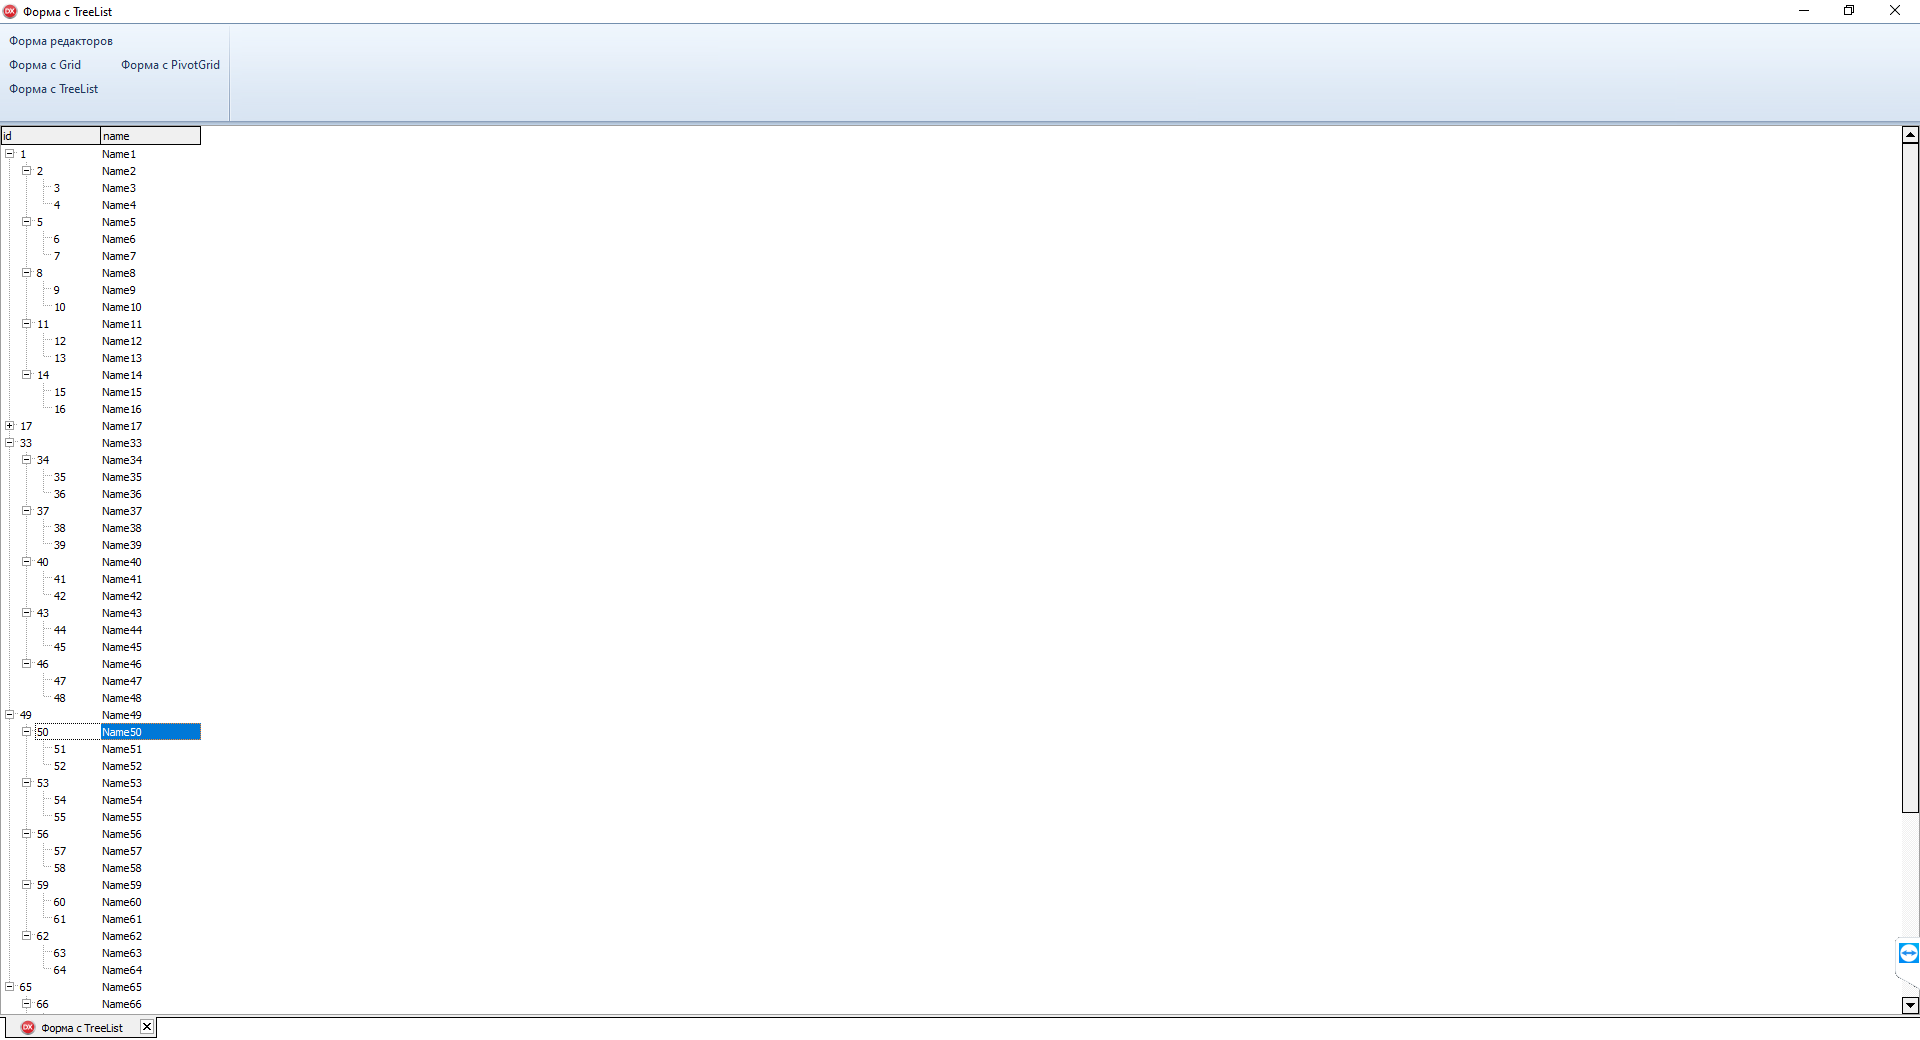 Форма с TreeList
Форма редакторов
Форма с Grid Форма с PivotGrid
Форма с TreeList
id name
1 Name1
2 Name2
3 Name3
4 Name4
5 Name5
6 Name6
7 Name7
8 Name8
9 Name9
10 Name10
11 Name11
12 Name12
13 Name13
14 Name14
15 Name15
16 Name16
17 Name17
33 Name33
34 Name34
35 Name35
36 Name36
37 Name37
38 Name38
39 Name39
40 Name40
41 Name41
42 Name42
43 Name43
44 Name44
45 Name45
46 Name46
47 Name47
48 Name48
49 Name49
50 Name50
51 Name51
52 Name52
53 Name53
54 Name54
55 Name55
56 Name56
57 Name57
58 Name58
59 Name59
60 Name60
61 Name61
62 Name62
63 Name63
64 Name64
65 Name65
66 Name66
DX Форма с TreeList